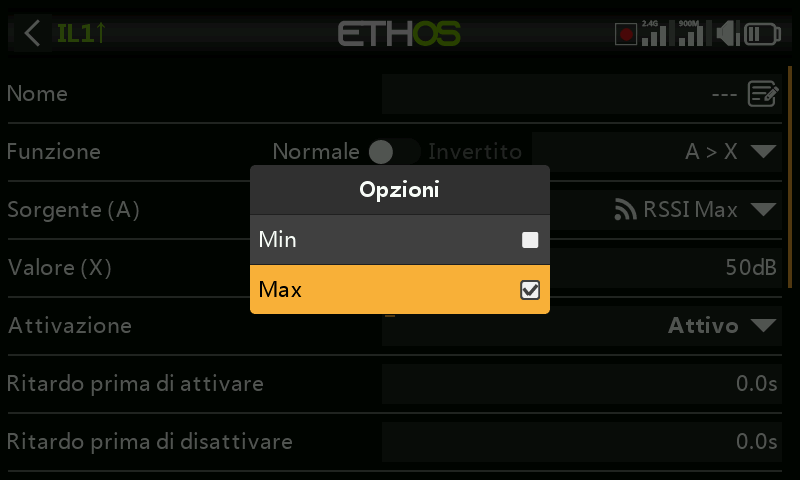 IL1↑ ETHOS 2.4G 900M
Nome ---
Funzione Normale Invertito A > X
Opzioni
Sorgente (A) RSSI Max
Min
Valore (X) 50dB
Max
Attivazione Attivo
Ritardo prima di attivare 0.0s
Ritardo prima di disattivare 0.0s